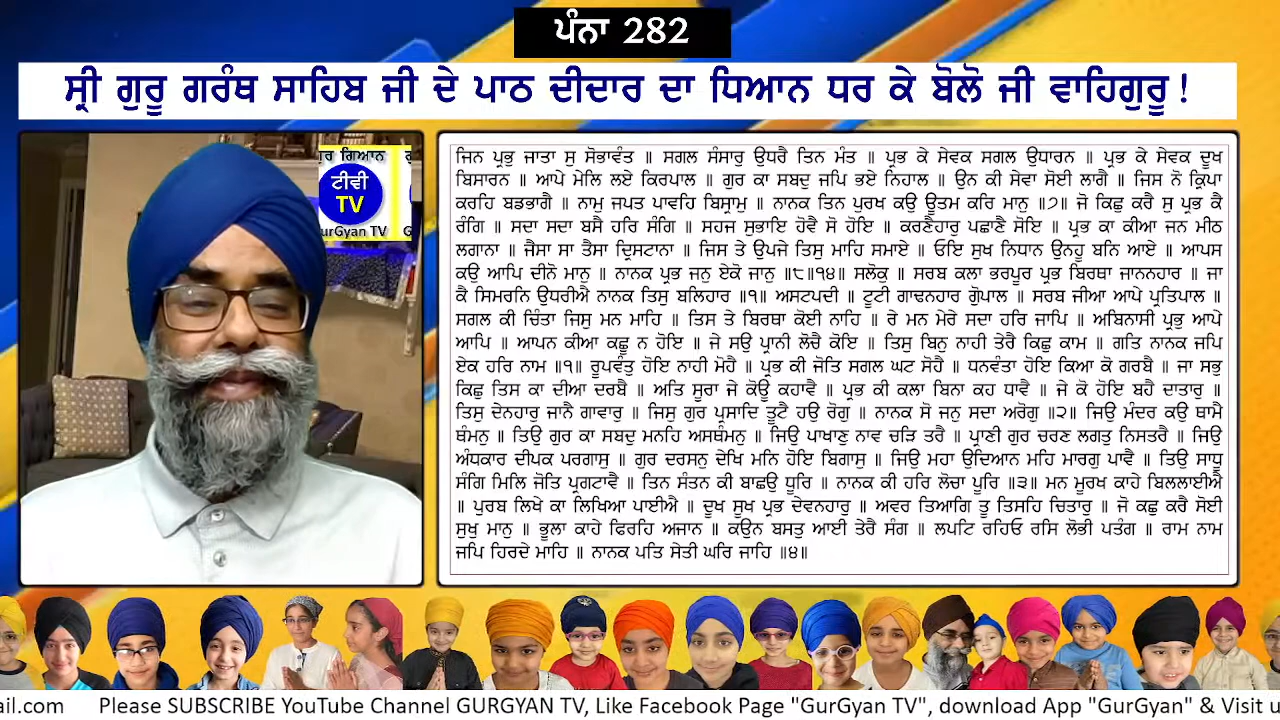 ਪੰਨਾ 282
ਸ੍ਰੀ ਗੁਰੂ ਗਰੰਥ ਸਾਹਿਬ ਜੀ ਦੇ ਪਾਠ ਦੀਦਾਰ ਦਾ ਧਿਆਨ ਧਰ ਕੇ ਬੋਲੋ ਜੀ ਵਾਹਿਗੁਰੂ!
ਗੁਰ ਗਿਆਨ
ਟੀਵੀ
TV
GurGyan TV
ਜਿਨ ਪ੍ਰਭੁ ਜਾਤਾ ਸੁ ਸੋਭਾਵੰਤ ॥ ਸਗਲ ਸੰਸਾਰੁ ਉਧਰੈ ਤਿਨ ਮੰਤ ॥ ਪ੍ਰਭ ਕੇ ਸੇਵਕ ਸਗਲ ਉਧਾਰਨ ॥ ਪ੍ਰਭ ਕੇ ਸੇਵਕ ਦੂਖ
ਬਿਸਾਰਨ ॥ ਆਪੇ ਮੇਲਿ ਲਏ ਕਿਰਪਾਲ ॥ ਗੁਰ ਕਾ ਸਬਦੁ ਜਪਿ ਭਏ ਨਿਹਾਲ ॥ ਉਨ ਕੀ ਸੇਵਾ ਸੋਈ ਲਾਗੈ ॥ ਜਿਸ ਨੋ ਕ੍ਰਿਪਾ
ਕਰਹਿ ਬਡਭਾਗੈ ॥ ਨਾਮੁ ਜਪਤ ਪਾਵਹਿ ਬਿਸ੍ਰਾਮੁ ॥ ਨਾਨਕ ਤਿਨ ਪੁਰਖ ਕਉ ਊਤਮ ਕਰਿ ਮਾਨੁ ॥੭॥ ਜੋ ਕਿਛੁ ਕਰੈ ਸੁ ਪ੍ਰਭ ਕੈ
ਰੰਗਿ ॥ ਸਦਾ ਸਦਾ ਬਸੈ ਹਰਿ ਸੰਗਿ ॥ ਸਹਜ ਸੁਭਾਇ ਹੋਵੈ ਸੋ ਹੋਇ ॥ ਕਰਣੈਹਾਰੁ ਪਛਾਣੈ ਸੋਇ ॥ ਪ੍ਰਭ ਕਾ ਕੀਆ ਜਨ ਮੀਠ
ਲਗਾਨਾ ॥ ਜੈਸਾ ਸਾ ਤੈਸਾ ਦ੍ਰਿਸਟਾਨਾ ॥ ਜਿਸ ਤੇ ਉਪਜੇ ਤਿਸੁ ਮਾਹਿ ਸਮਾਏ ॥ ਓਇ ਸੁਖ ਨਿਧਾਨ ਉਨਹੂ ਬਨਿ ਆਏ ॥ ਆਪਸ
ਕਉ ਆਪਿ ਦੀਨੋ ਮਾਨੁ ॥ ਨਾਨਕ ਪ੍ਰਭ ਜਨੁ ਏਕੋ ਜਾਨੁ ॥੮॥੧੪॥ ਸਲੋਕੁ ॥ ਸਰਬ ਕਲਾ ਭਰਪੂਰ ਪ੍ਰਭ ਬਿਰਥਾ ਜਾਨਨਹਾਰ ॥ ਜਾ
ਕੈ ਸਿਮਰਨਿ ਉਧਰੀਐ ਨਾਨਕ ਤਿਸੁ ਬਲਿਹਾਰ ॥੧॥ ਅਸਟਪਦੀ ॥ ਟੂਟੀ ਗਾਢਨਹਾਰ ਗੋੁਪਾਲ ॥ ਸਰਬ ਜੀਆ ਆਪੇ ਪ੍ਰਤਿਪਾਲ ॥
ਸਗਲ ਕੀ ਚਿੰਤਾ ਜਿਸੁ ਮਨ ਮਾਹਿ ॥ ਤਿਸ ਤੇ ਬਿਰਥਾ ਕੋਈ ਨਾਹਿ ॥ ਰੇ ਮਨ ਮੇਰੇ ਸਦਾ ਹਰਿ ਜਾਪਿ ॥ ਅਬਿਨਾਸੀ ਪ੍ਰਭੁ ਆਪੇ
ਆਪਿ ॥ ਆਪਨ ਕੀਆ ਕਛੂ ਨ ਹੋਇ ॥ ਜੇ ਸਉ ਪ੍ਰਾਨੀ ਲੋਚੈ ਕੋਇ ॥ ਤਿਸੁ ਬਿਨੁ ਨਾਹੀ ਤੇਰੈ ਕਿਛੁ ਕਾਮ ॥ ਗਤਿ ਨਾਨਕ ਜਪਿ
ਏਕ ਹਰਿ ਨਾਮ ॥੧॥ ਰੂਪਵੰਤੁ ਹੋਇ ਨਾਹੀ ਮੋਹੈ ॥ ਪ੍ਰਭ ਕੀ ਜੋਤਿ ਸਗਲ ਘਟ ਸੋਹੈ ॥ ਧਨਵੰਤਾ ਹੋਇ ਕਿਆ ਕੋ ਗਰਬੈ ॥ ਜਾ ਸਭੁ
ਕਿਛੁ ਤਿਸ ਕਾ ਦੀਆ ਦਰਬੈ ॥ ਅਤਿ ਸੂਰਾ ਜੇ ਕੋਊ ਕਹਾਵੈ ॥ ਪ੍ਰਭ ਕੀ ਕਲਾ ਬਿਨਾ ਕਹ ਧਾਵੈ ॥ ਜੇ ਕੋ ਹੋਇ ਬਹੈ ਦਾਤਾਰੁ ॥
ਤਿਸੁ ਦੇਨਹਾਰੁ ਜਾਨੈ ਗਾਵਾਰੁ ॥ ਜਿਸੁ ਗੁਰ ਪ੍ਰਸਾਦਿ ਤੂਟੈ ਹਉ ਰੋਗੁ ॥ ਨਾਨਕ ਸੋ ਜਨੁ ਸਦਾ ਅਰੋਗੁ ॥੨॥ ਜਿਉ ਮੰਦਰ ਕਉ ਥਾਮੈ
ਥੰਮਨੁ ॥ ਤਿਉ ਗੁਰ ਕਾ ਸਬਦੁ ਮਨਹਿ ਅਸਥੰਮਨੁ ॥ ਜਿਉ ਪਾਖਾਣੁ ਨਾਵ ਚੜਿ ਤਰੈ ॥ ਪ੍ਰਾਣੀ ਗੁਰ ਚਰਣ ਲਗਤੁ ਨਿਸਤਰੈ ॥ ਜਿਉ
ਅੰਧਕਾਰ ਦੀਪਕ ਪਰਗਾਸੁ ॥ ਗੁਰ ਦਰਸਨੁ ਦੇਖਿ ਮਨਿ ਹੋਇ ਬਿਗਾਸੁ ॥ ਜਿਉ ਮਹਾ ਉਦਿਆਨ ਮਹਿ ਮਾਰਗੁ ਪਾਵੈ ॥ ਤਿਉ ਸਾਧੂ
ਸੰਗਿ ਮਿਲਿ ਜੋਤਿ ਪ੍ਰਗਟਾਵੈ ॥ ਤਿਨ ਸੰਤਨ ਕੀ ਬਾਛਉ ਧੂਰਿ ॥ ਨਾਨਕ ਕੀ ਹਰਿ ਲੋਚਾ ਪੂਰਿ ॥੩॥ ਮਨ ਮੂਰਖ ਕਾਹੇ ਬਿਲਲਾਈਐ
॥ ਪੁਰਬ ਲਿਖੇ ਕਾ ਲਿਖਿਆ ਪਾਈਐ ॥ ਦੂਖ ਸੂਖ ਪ੍ਰਭ ਦੇਵਨਹਾਰੁ ॥ ਅਵਰ ਤਿਆਗਿ ਤੂ ਤਿਸਹਿ ਚਿਤਾਰੁ ॥ ਜੋ ਕਛੁ ਕਰੈ ਸੋਈ
ਸੁਖੁ ਮਾਨੁ ॥ ਭੂਲਾ ਕਾਹੇ ਫਿਰਹਿ ਅਜਾਨ ॥ ਕਉਨ ਬਸਤੁ ਆਈ ਤੇਰੈ ਸੰਗ ॥ ਲਪਟਿ ਰਹਿਓ ਰਸਿ ਲੋਭੀ ਪਤੰਗ ॥ ਰਾਮ ਨਾਮ
ਜਪਿ ਹਿਰਦੇ ਮਾਹਿ ॥ ਨਾਨਕ ਪਤਿ ਸੇਤੀ ਘਰਿ ਜਾਹਿ ॥੪॥
ail.com Please SUBSCRIBE YouTube Channel GURGYAN TV, Like Facebook Page "GurGyan TV", download App "GurGyan" & Visit u